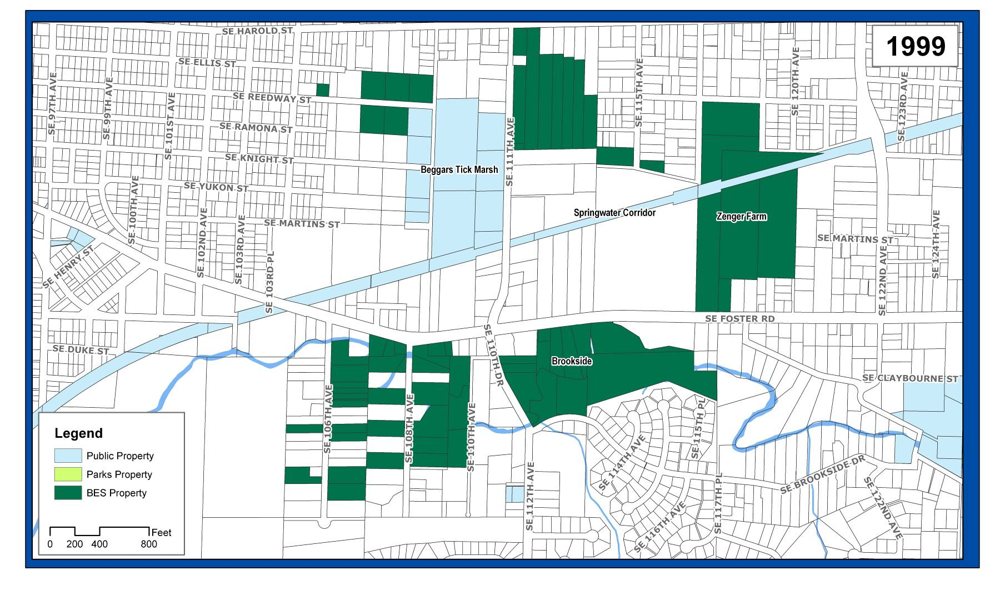 1999
SE HAROLD ST
SE ELLIS ST
SE REEDWAY ST
SE RAMONA ST
SE KNIGHT ST
SE YUKON ST
SE MARTINS ST
SE 97TH AVE
SE 99TH AVE
SE 101ST AVE
SE 100TH AVE
SE 102ND AVE
SE 103RD AVE
SE 103RD PL
SE HENRY ST
SE DUKE ST
Beggars Tick Marsh
SE 111TH AVE
SE 115TH AVE
SE 120TH AVE
SE 123RD AVE
Springwater Corridor
Zenger Farm
SE MARTINS ST
SE 124TH AVE
SE 122ND AVE
SE FOSTER RD
SE 110TH DR
Brookside
SE CLAYBOURNE ST
SE 106TH AVE
SE 108TH AVE
SE 110TH AVE
SE 112TH AVE
SE 114TH AVE
SE 115TH PL
SE 116TH AVE
SE 117TH PL
SE BROOKSIDE DR
SE 122ND AVE
Legend
Public Property
Parks Property
BES Property
Feet
0 200 400 800